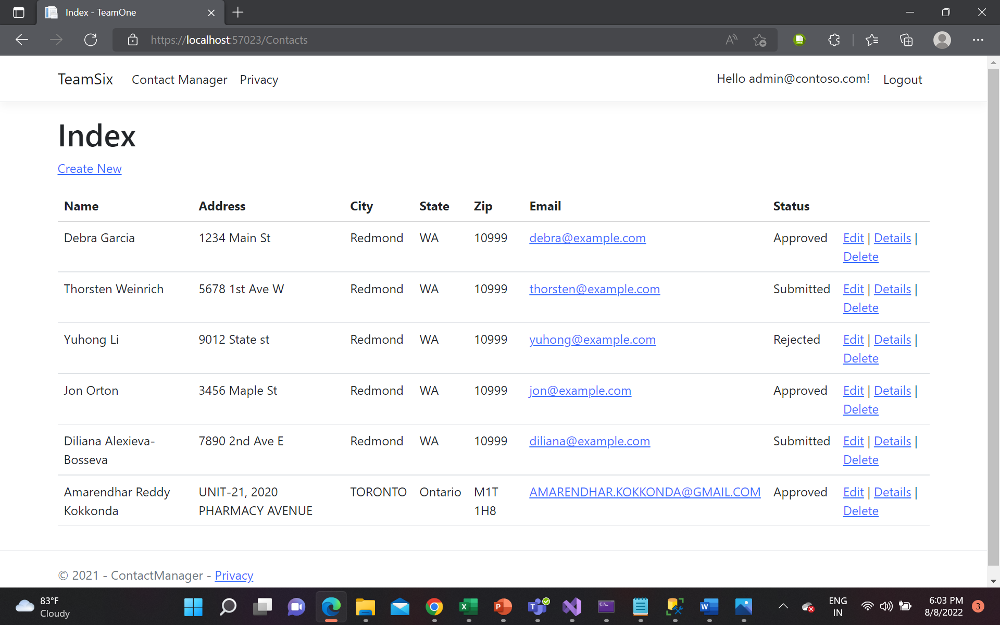 Index - TeamOne
https://localhost:57023/Contacts
TeamSix Contact Manager Privacy Hello admin@contoso.com! Logout
Index
Create New
Name Address City State Zip Email Status
Debra Garcia 1234 Main St Redmond WA 10999 debra@example.com Approved Edit | Details |
Delete
Thorsten Weinrich 5678 1st Ave W Redmond WA 10999 thorsten@example.com Submitted Edit | Details |
Delete
Yuhong Li 9012 State st Redmond WA 10999 yuhong@example.com Rejected Edit | Details |
Delete
Jon Orton 3456 Maple St Redmond WA 10999 jon@example.com Approved Edit | Details |
Delete
Diliana Alexieva- 7890 2nd Ave E Redmond WA 10999 diliana@example.com Submitted Edit | Details |
Bosseva Delete
Amarendhar Reddy UNIT-21, 2020 TORONTO Ontario M1T AMARENDHAR.KOKKONDA@GMAIL.COM Approved Edit | Details |
Kokkonda PHARMACY AVENUE 1H8 Delete
© 2021 - ContactManager - Privacy
83°F ENG 6:03 PM
Cloudy IN 8/8/2022 3